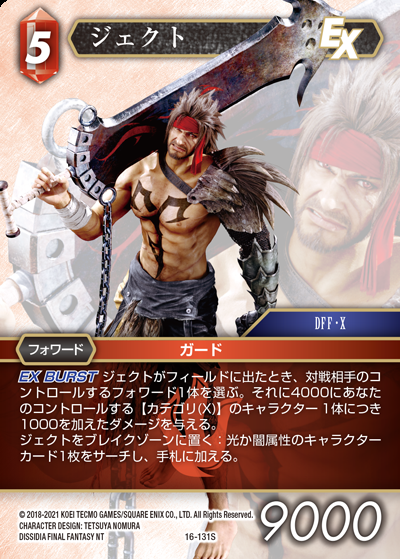 5 ジェクト EX
DFF・X
フォワード ガード
EX BURST ジェクトがフィールドに出たとき、対戦相手のコ
ントロールするフォワード1体を選ぶ。それに4000にあなた
のコントロールする【カテゴリ(X)】のキャラクター 1体につき
1000を加えたダメージを与える。
ジェクトをブレイクゾーンに置く：光か闇属性のキャラクター
カード1枚をサーチし、手札に加える。
© 2018-2021 KOEI TECMO GAMES/SQUARE ENIX CO., LTD. All Rights Reserved.
CHARACTER DESIGN: TETSUYA NOMURA
DISSIDIA FINAL FANTASY NT
16-131S
9000